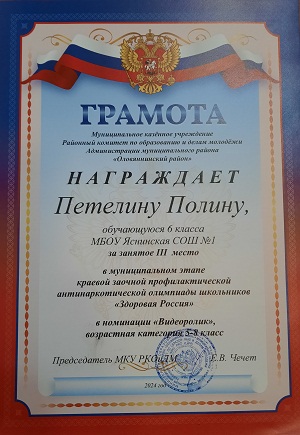 ГРАМОТА
Муниципальное казённое учреждение
Районный комитет по образованию и делам молодёжи
Администрации муниципального района
«Оловяннинский район»
НАГРАЖДАЕТ
Петелину Полину,
обучающуюся 6 класса
МБОУ Яснинская СОШ №1
за занятое III место
в муниципальном этапе
краевой заочной профилактической
антинаркотической олимпиады школьников
«Здоровая Россия»
в номинации «Видеоролик»,
возрастная категория 5-8 класс
Председатель МКУ РКОиДМ Е.В. Чечет
2024 год